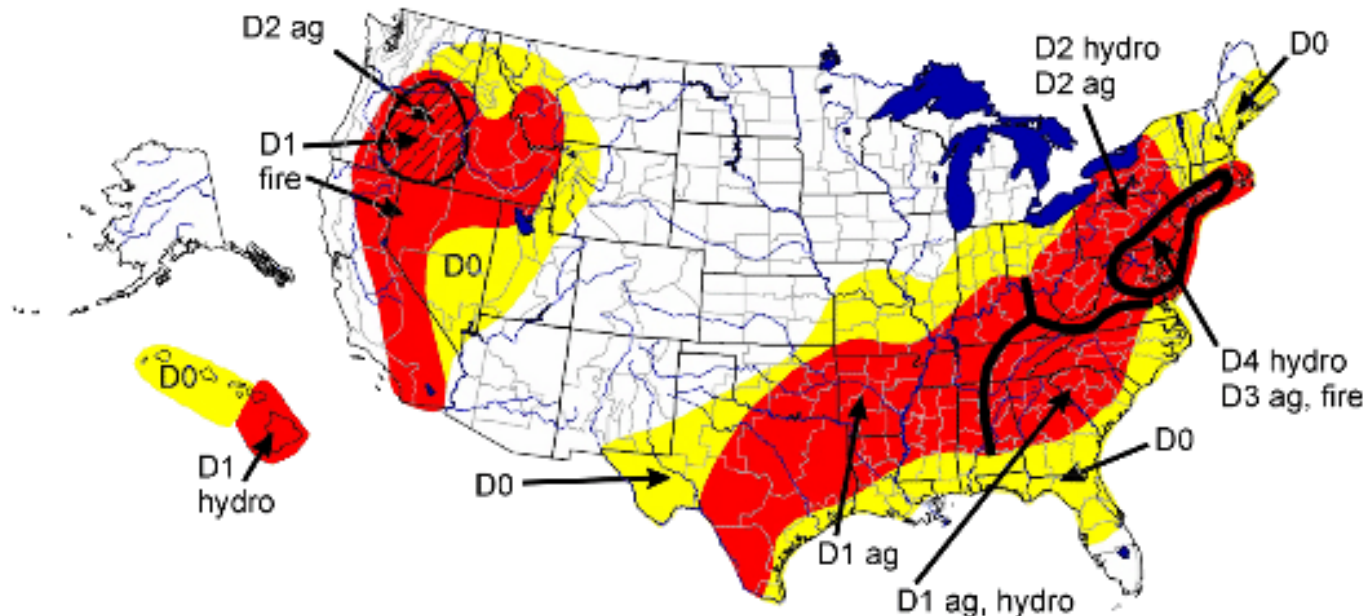 D2 ag
D1
fire
D0
D0
D1
hydro
D2 hydro
D2 ag
D0
D4 hydro
D3 ag, fire
D0
D0
D1 ag
D1 ag, hydro